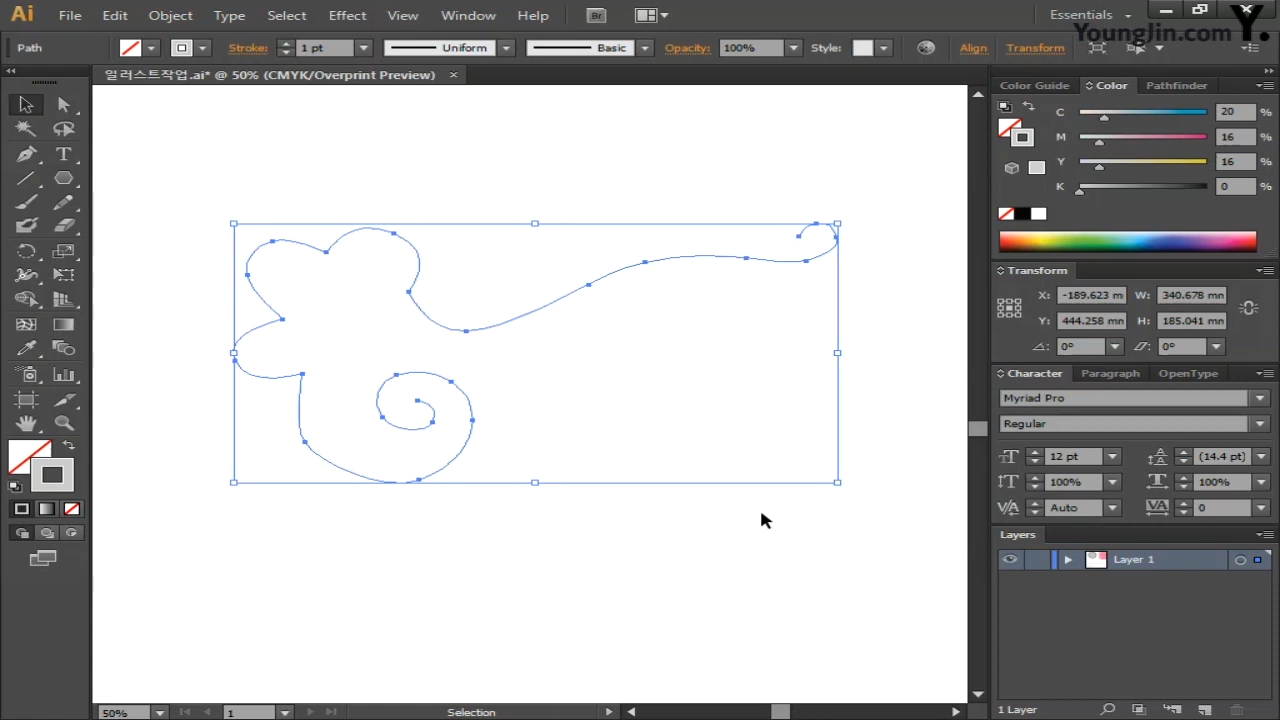 Ai File Edit Object Type Select Effect View Window Help Br Essentials
YoungJin.com Y.
Path Stroke: 1 pt Uniform Basic Opacity: 100% Style: Align Transform
일러스트작업.ai* @ 50% (CMYK/Overprint Preview) ×
Color Guide Color Pathfinder
C 20 %
M 16 %
Y 16 %
K 0 %
Transform
X: -189.623 m W: 340.678 mm
Y: 444.258 mm H: 185.041 mm
0° 0°
Character Paragraph OpenType
Myriad Pro
Regular
12 pt (14.4 pt)
100% 100%
Auto 0
Layers
Layer 1
1 Layer
50% 1 Selection